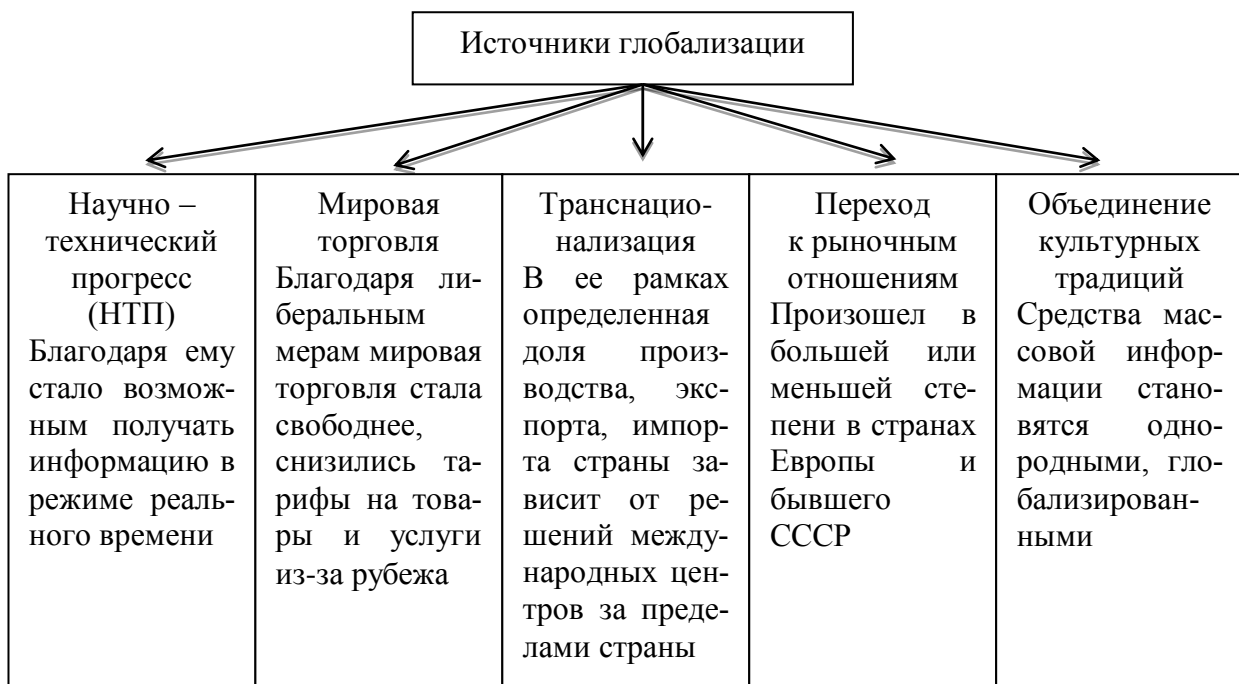 Источники глобализации
Научно –
технический
прогресс
(НТП)
Благодаря ему
стало возмож-
ным получать
информацию в
режиме реаль-
ного времени
Мировая
торговля
Благодаря ли-
беральным
мерам мировая
торговля стала
свободнее,
снизились та-
рифы на това-
ры и услуги
из-за рубежа
Транснацио-
нализация
В ее рамках
определенная
доля произ-
водства, экс-
порта, импор-
та страны за-
висит от ре-
шений между-
народных цен-
тров за преде-
лами страны
Переход
к рыночным
отношениям
Произошел в
большей или
меньшей сте-
пени в странах
Европы и
бывшего
СССР
Объединение
культурных
традиций
Средства мас-
совой инфор-
мации стано-
вятся одно-
родными, гло-
бализирован-
ными